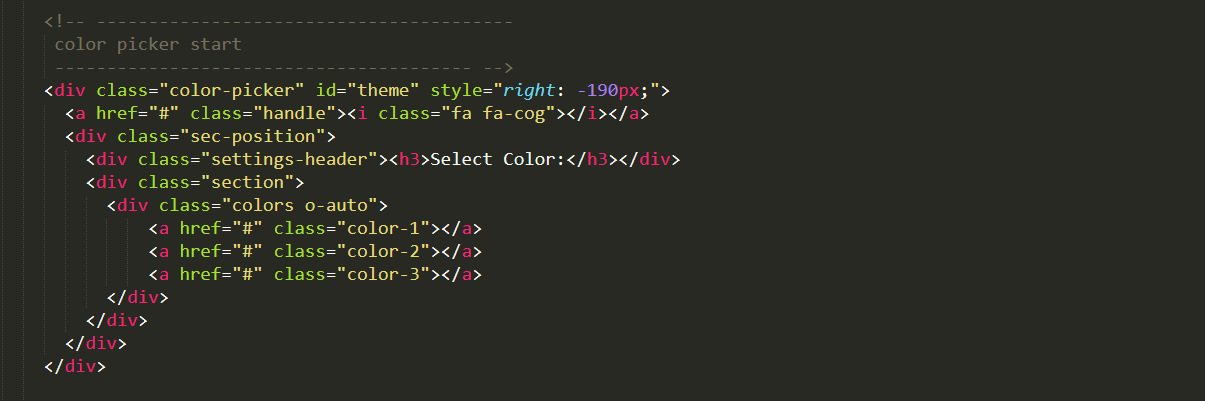 <!-- ----------------------------------------
color picker start
---------------------------------------- -->
<div class="color-picker" id="theme" style="right: -190px;">
<a href="#" class="handle"><i class="fa fa-cog"></i></a>
<div class="sec-position">
<div class="settings-header"><h3>Select Color:</h3></div>
<div class="section">
<div class="colors o-auto">
<a href="#" class="color-1"></a>
<a href="#" class="color-2"></a>
<a href="#" class="color-3"></a>
</div>
</div>
</div>
</div>